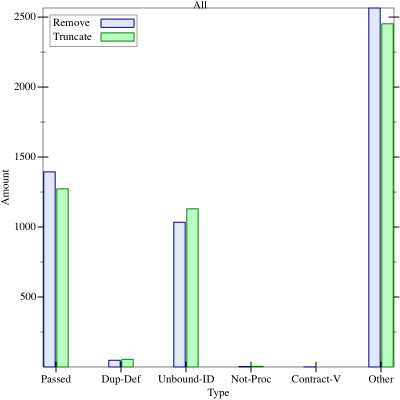 All
Remove
Truncate
2500
2000
1500
1000
500
Amount
Passed Dup-Def Unbound-ID Not-Proc Contract-V Other
Type